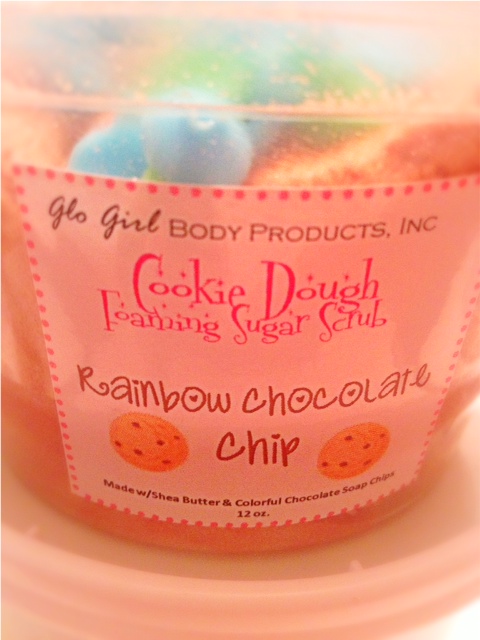 Glo Girl BODY PRODUCTS, INC
Cookie Dough
Foaming Sugar Scrub
Rainbow Chocolate
Chip
Made w/Shea Butter & Colorful Chocolate Soap Chips
12 oz.